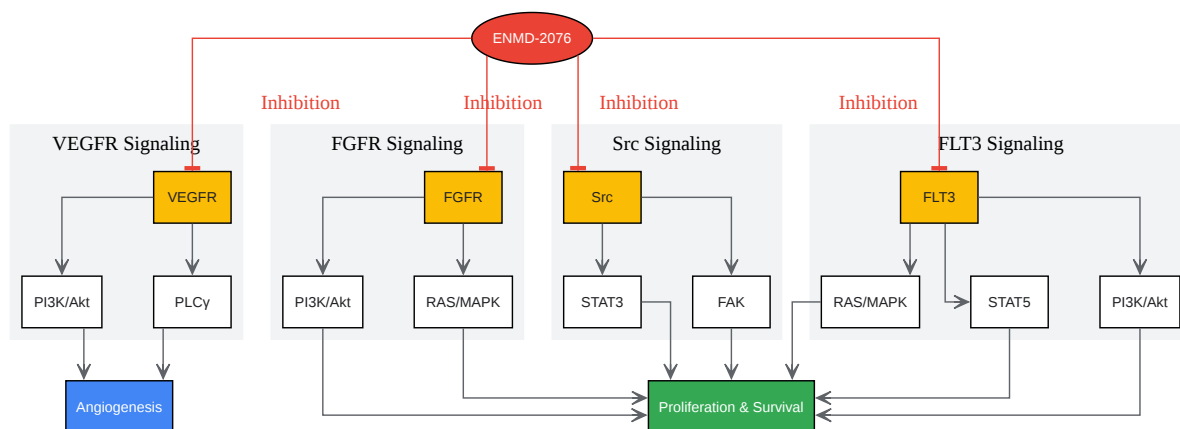 ENMD-2076
Inhibition
Inhibition
Inhibition
Inhibition
VEGFR Signaling
FGFR Signaling
Src Signaling
FLT3 Signaling
VEGFR
FGFR
Src
FLT3
PI3K/Akt
PLCγ
PI3K/Akt
RAS/MAPK
STAT3
FAK
RAS/MAPK
STAT5
PI3K/Akt
Angiogenesis
Proliferation & Survival